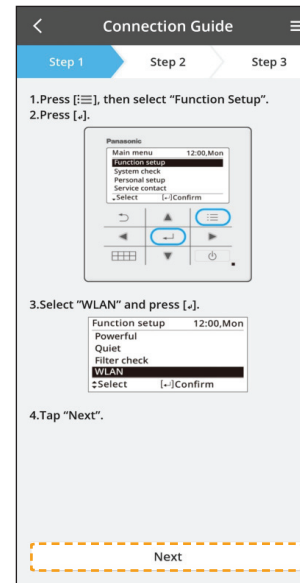 Connection Guide
Step 1 Step 2 Step 3
1.Press [ ], then select “Function Setup”.
2.Press [↲].
Panasonic
Main menu 12:00,Mon
Function setup
System check
Personal setup
Service contact
Select [↲]Confirm
3.Select “WLAN” and press [↲].
Function setup 12:00,Mon
Powerful
Quiet
Filter check
WLAN
Select [↲]Confirm
4.Tap “Next”.
Next